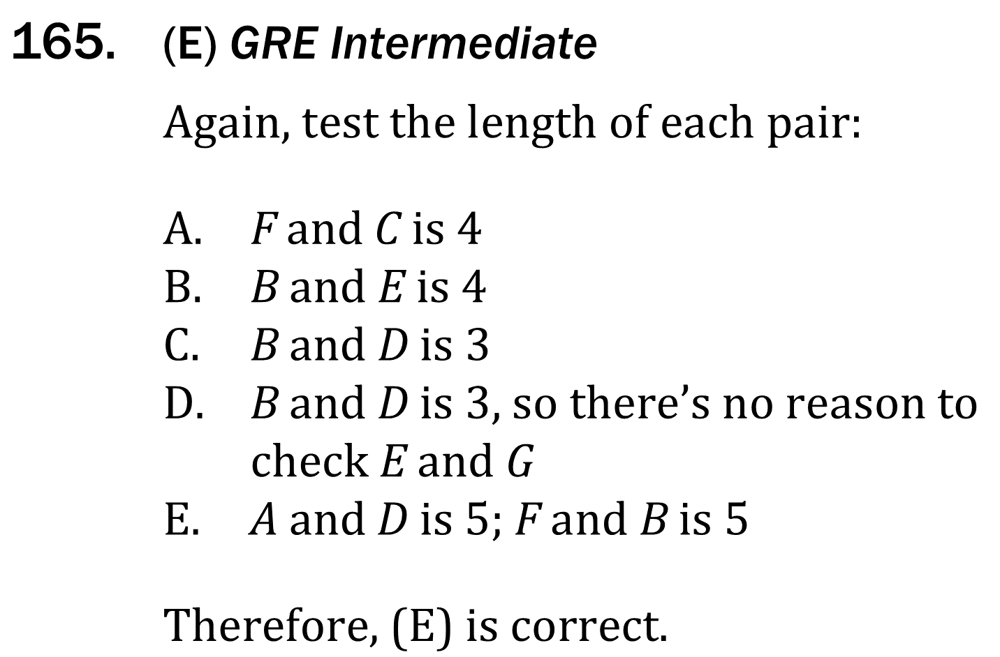 165. (E) GRE Intermediate
Again, test the length of each pair:
A. F and C is 4
B. B and E is 4
C. B and D is 3
D. B and D is 3, so there’s no reason to
check E and G
E. A and D is 5; F and B is 5
Therefore, (E) is correct.